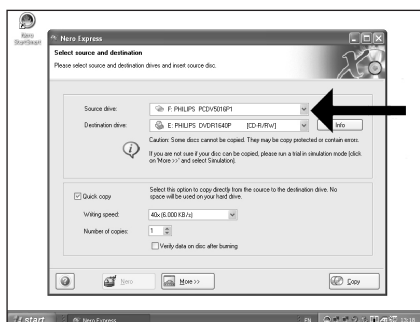 Nero
StartSmart
Nero Express
Select source and destination
Please select source and destination drives and insert source disc.
Source drive:
F: PHILIPS PCDV5016P1
Destination drive:
E: PHILIPS DVDR1640P [CD-R/RW]
Info
Caution: Some discs cannot be copied. They may be copy protected or contain errors.
If you are not sure if your disc can be copied, please run a trial in simulation mode (click
on 'More >>' and select Simulation).
Quick copy
Select this option to copy directly from the source to the destination drive. No
space will be used on your hard drive.
Writing speed:
40x (6.000 KB/s)
Number of copies:
1
Verify data on disc after burning
Nero
More >>
Copy
start
Nero Express
EN
13:18